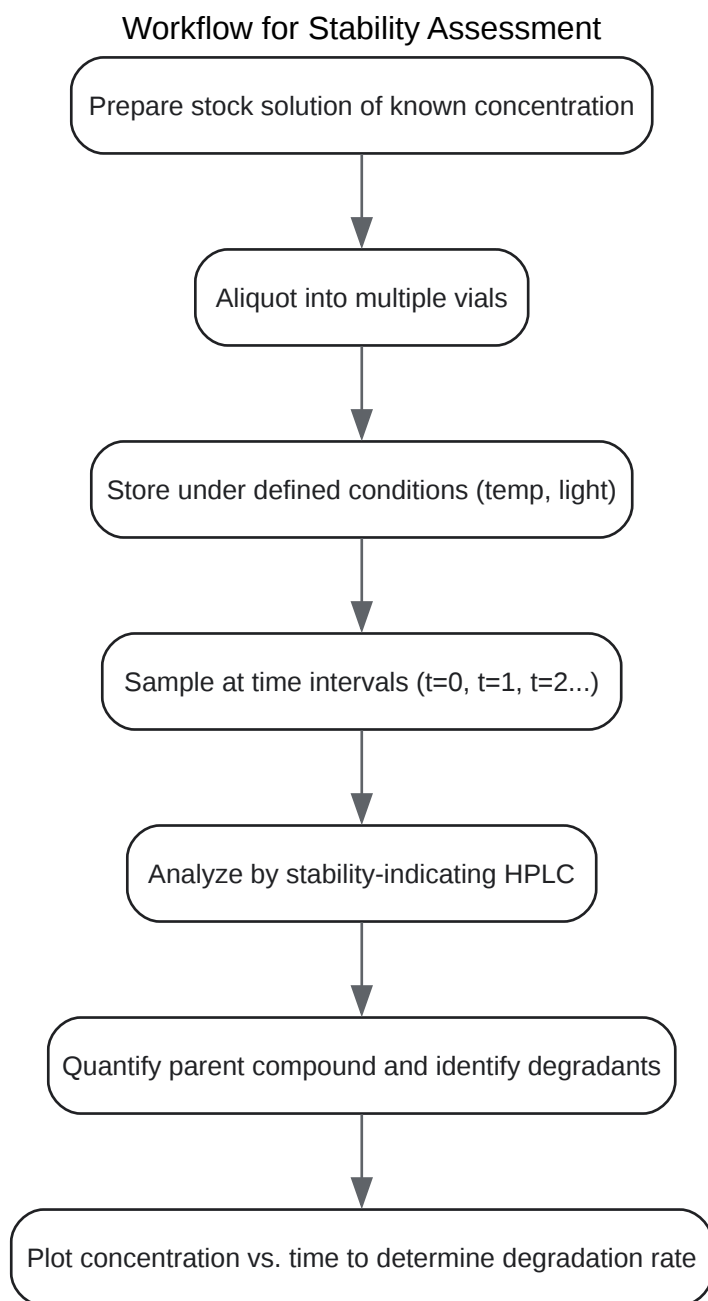 Workflow for Stability Assessment
Prepare stock solution of known concentration
Aliquot into multiple vials
Store under defined conditions (temp, light)
Sample at time intervals (t=0, t=1, t=2...)
Analyze by stability-indicating HPLC
Quantify parent compound and identify degradants
Plot concentration vs. time to determine degradation rate